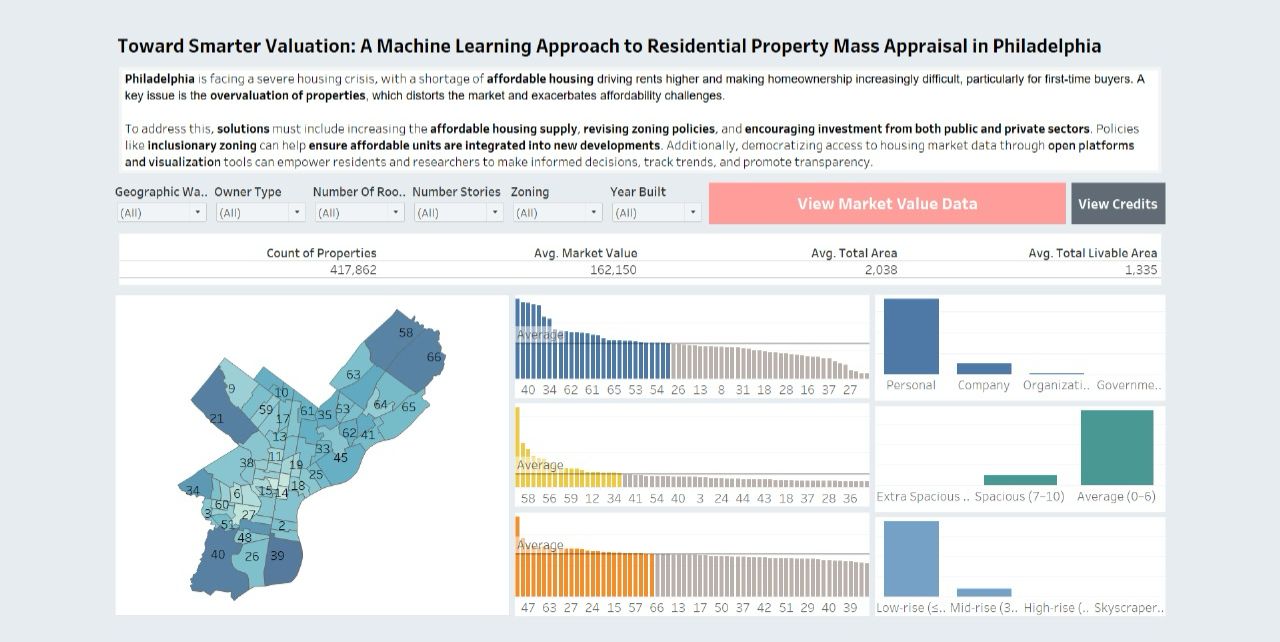 Toward Smarter Valuation: A Machine Learning Approach to Residential Property Mass Appraisal in Philadelphia
Philadelphia is facing a severe housing crisis, with a shortage of affordable housing driving rents higher and making homeownership increasingly difficult, particularly for first-time buyers. A
key issue is the overvaluation of properties, which distorts the market and exacerbates affordability challenges.
To address this, solutions must include increasing the affordable housing supply, revising zoning policies, and encouraging investment from both public and private sectors. Policies
like inclusionary zoning can help ensure affordable units are integrated into new developments. Additionally, democratizing access to housing market data through open platforms
and visualization tools can empower residents and researchers to make informed decisions, track trends, and promote transparency.
Geographic Wa.. Owner Type Number Of Roo.. Number Stories Zoning Year Built
(All) (All) (All) (All) (All) (All)
View Market Value Data
View Credits
Count of Properties Avg. Market Value Avg. Total Area Avg. Total Livable Area
417,862 162,150 2,038 1,335
58
66
63
9
10
64
65
59
61
35
53
21
17
13
62
41
33
11
45
38
19
25
34
6
15
14
18
60
3
27
51
2
48
40
26
39
Average
40 34 62 61 65 53 54 26 13 8 31 18 28 16 37 27
Average
58 56 59 12 34 41 54 40 3 24 44 43 18 37 28 36
Average
47 63 27 24 15 57 66 13 17 50 37 42 51 29 40 39
Personal Company Organizati.. Governme..
Extra Spacious .. Spacious (7–10) Average (0–6)
Low-rise (≤.. Mid-rise (3.. High-rise (.. Skyscraper..